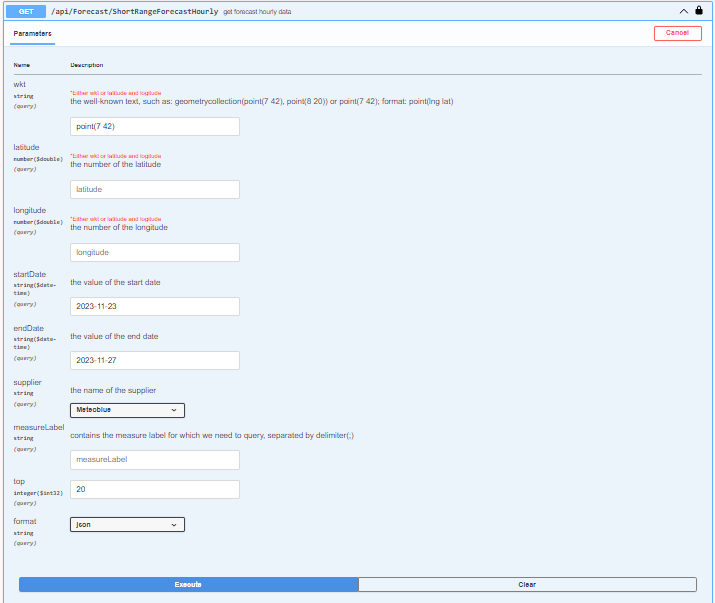 GET /api/Forecast/ShortRangeForecastHourly get forecast hourly data
Parameters
Cancel
Name Description
wkt
string
(query)
*Either wkt or latitude and logitude
the well-known text, such as: geometrycollection(point(7 42), point(8 20)) or point(7 42); format: point(lng lat)
point(7 42)
latitude
number($double)
(query)
*Either wkt or latitude and logitude
the number of the latitude
latitude
longitude
number($double)
(query)
*Either wkt or latitude and logitude
the number of the longitude
longitude
startDate
string($date-
time)
(query)
the value of the start date
2023-11-23
endDate
string($date-
time)
(query)
the value of the end date
2023-11-27
supplier
string
(query)
the name of the supplier
Meteoblue
measureLabel
string
(query)
contains the measure label for which we need to query, separated by delimiter(;)
measureLabel
top
integer($int32)
(query)
20
format
string
(query)
json
Execute
Clear